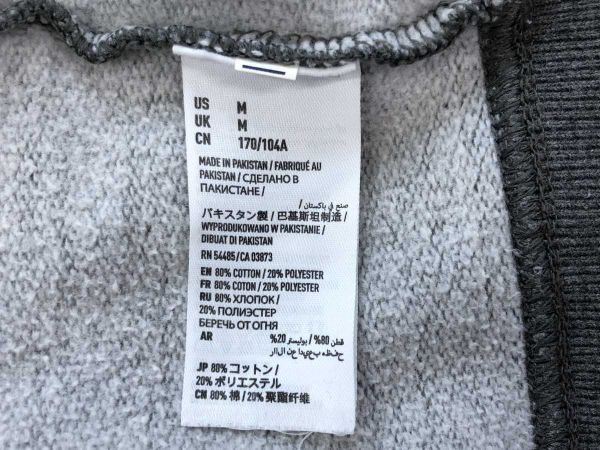 US M
UK M
CN 170/104A
MADE IN PAKISTAN / FABRIQUÉ AU
PAKISTAN / СДЕЛАНО В
ПАКИСТАНЕ /
صنع في باكستان /
パキスタン製 / 巴基斯坦制造 /
WYPRODUKOWANO W PAKISTANIE /
DIBUAT DI PAKISTAN
RN 54485 / CA 03873
EN 80% COTTON / 20% POLYESTER
FR 80% COTON / 20% POLYESTER
RU 80% ХЛОПОК /
20% ПОЛИЭСТЕР
БЕРЕЧЬ ОТ ОГНЯ
AR قطن 80% / بوليستر 20%
JP 80% コットン /
20% ポリエステル
CN 80% 棉 / 20% 聚酯纤维